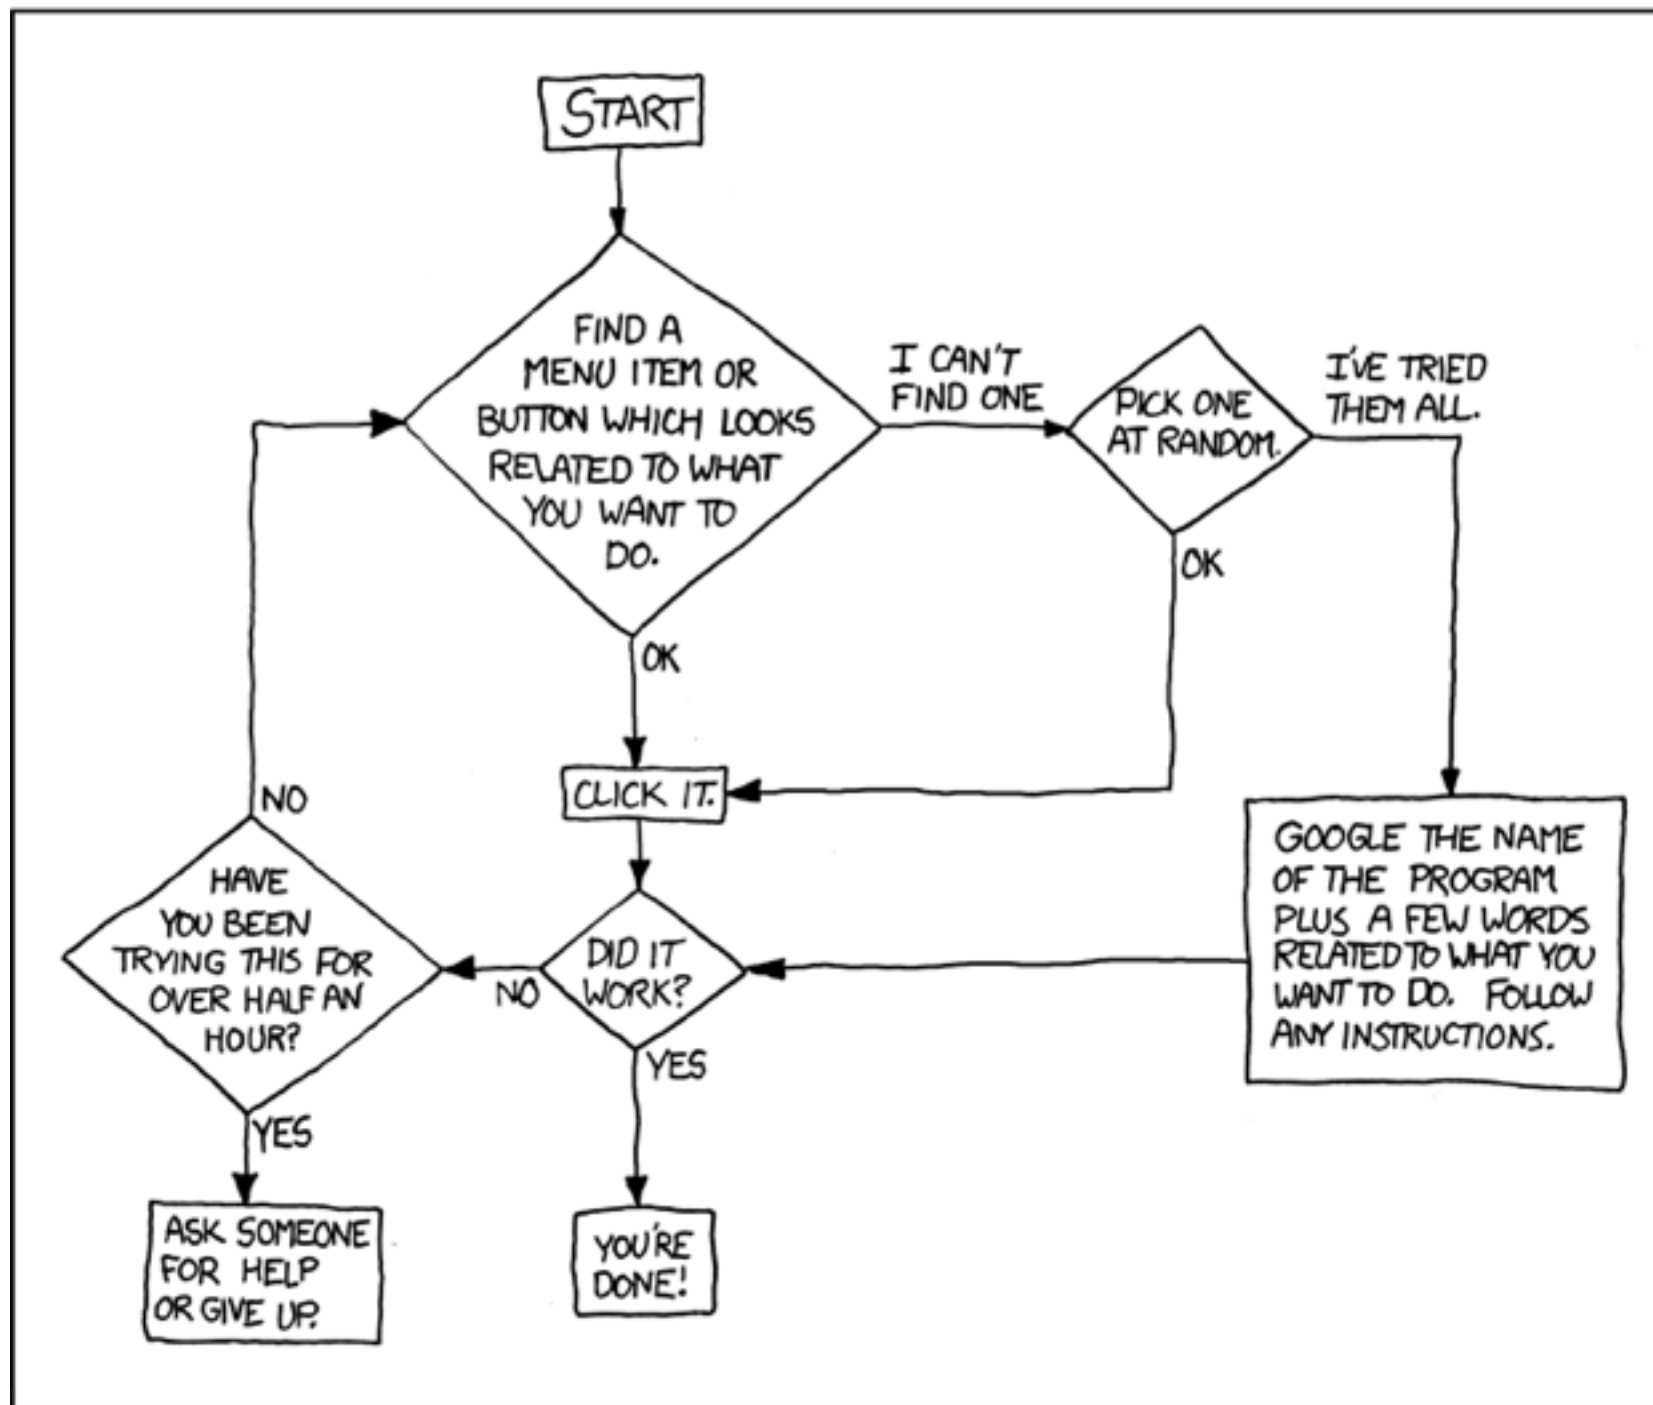 START
FIND A
MENU ITEM OR
BUTTON WHICH LOOKS
RELATED TO WHAT
YOU WANT TO
DO.
I CAN'T
FIND ONE
PICK ONE
AT RANDOM.
I'VE TRIED
THEM ALL.
OK
OK
CLICK IT.
NO
HAVE
YOU BEEN
TRYING THIS FOR
OVER HALF AN
HOUR?
NO
DID IT
WORK?
GOOGLE THE NAME
OF THE PROGRAM
PLUS A FEW WORDS
RELATED TO WHAT YOU
WANT TO DO. FOLLOW
ANY INSTRUCTIONS.
YES
YES
ASK SOMEONE
FOR HELP
OR GIVE UP.
YOU'RE
DONE!